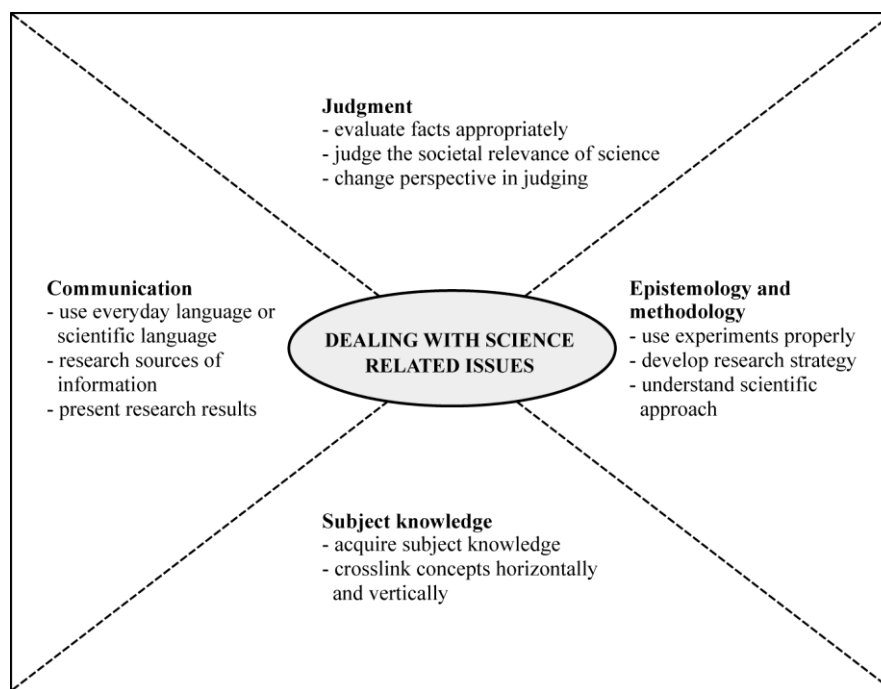 Judgment
- evaluate facts appropriately
- judge the societal relevance of science
- change perspective in judging
Communication
- use everyday language or
scientific language
- research sources of
information
- present research results
DEALING WITH SCIENCE
RELATED ISSUES
Epistemology and
methodology
- use experiments properly
- develop research strategy
- understand scientific
approach
Subject knowledge
- acquire subject knowledge
- crosslink concepts horizontally
and vertically